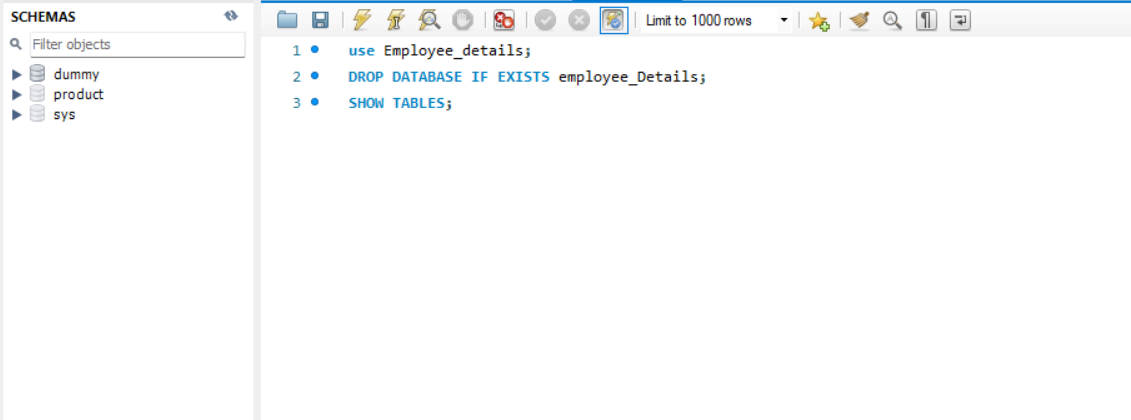 SCHEMAS
Filter objects
dummy
product
sys
Limit to 1000 rows
1 use Employee_details;
2 DROP DATABASE IF EXISTS employee_Details;
3 SHOW TABLES;